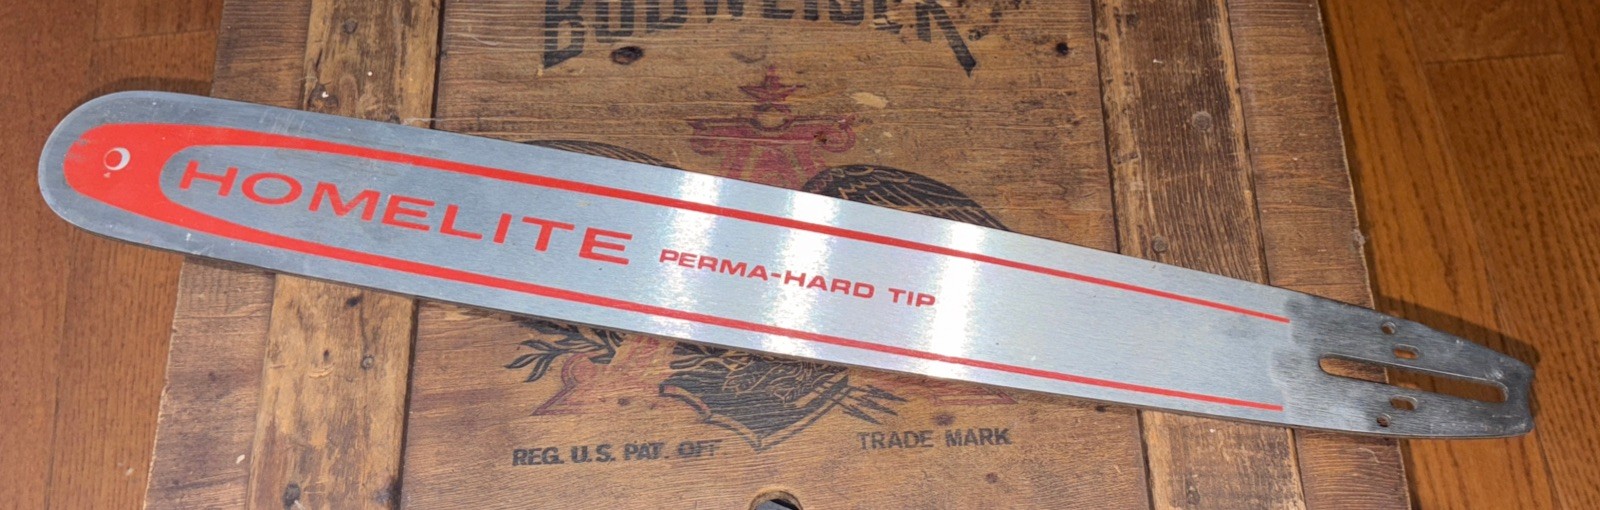 BUDWEISER
HOMELITE
PERMA-HARD TIP
REG. U.S. PAT. OFF
TRADE MARK